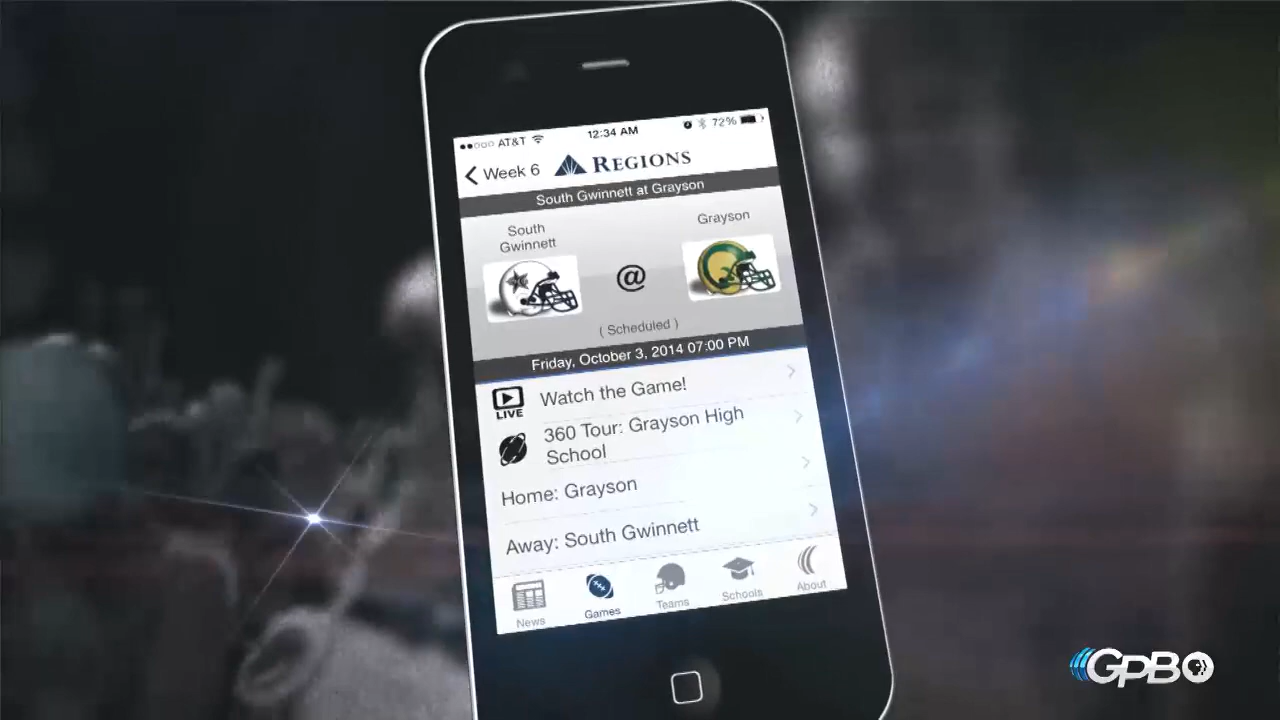 AT&T 12:34 AM 72%
Week 6 REGIONS
South Gwinnett at Grayson
South
Gwinnett
@
Grayson
( Scheduled )
Friday, October 3, 2014 07:00 PM
LIVE
Watch the Game!
360 Tour: Grayson High
School
Home: Grayson
Away: South Gwinnett
News Games Teams Schools About
GPB